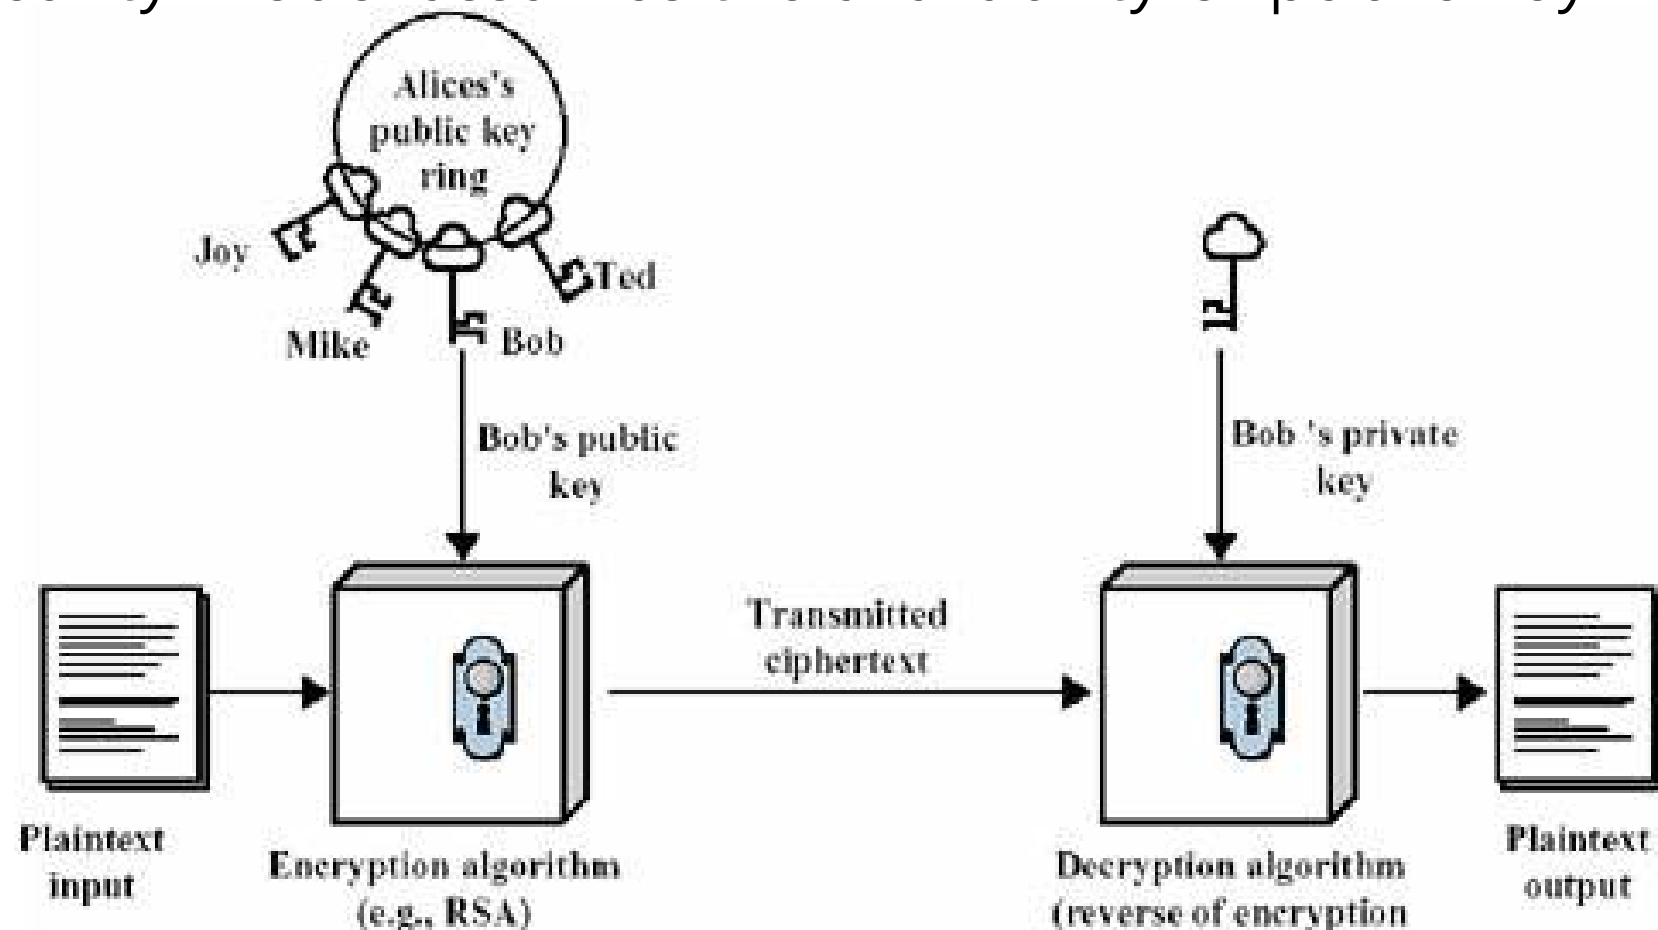 Alices's
public key
ring
Joy
Mike
Bob
Ted
Bob's public
key
Bob 's private
key
Transmitted
ciphertext
Plaintext
input
Encryption algorithm
(e.g., RSA)
Decryption algorithm
(reverse of encryption
Plaintext
output